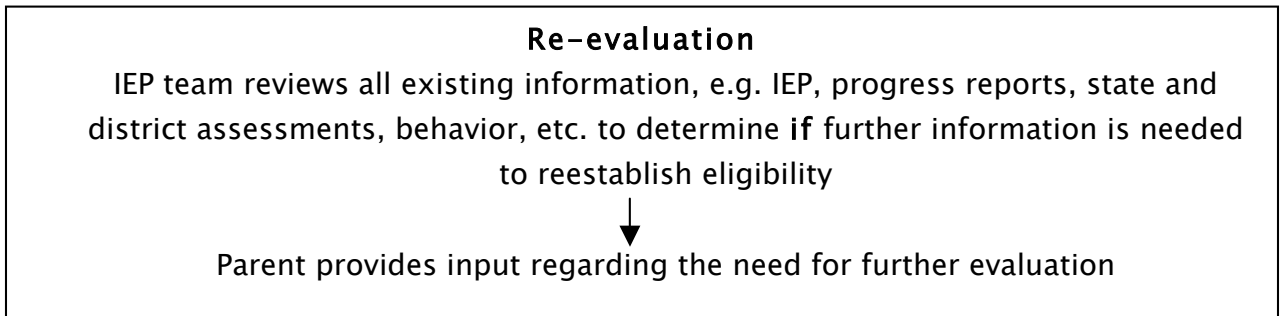 Re-evaluation
IEP team reviews all existing information, e.g. IEP, progress reports, state and
district assessments, behavior, etc. to determine if further information is needed
to reestablish eligibility
Parent provides input regarding the need for further evaluation